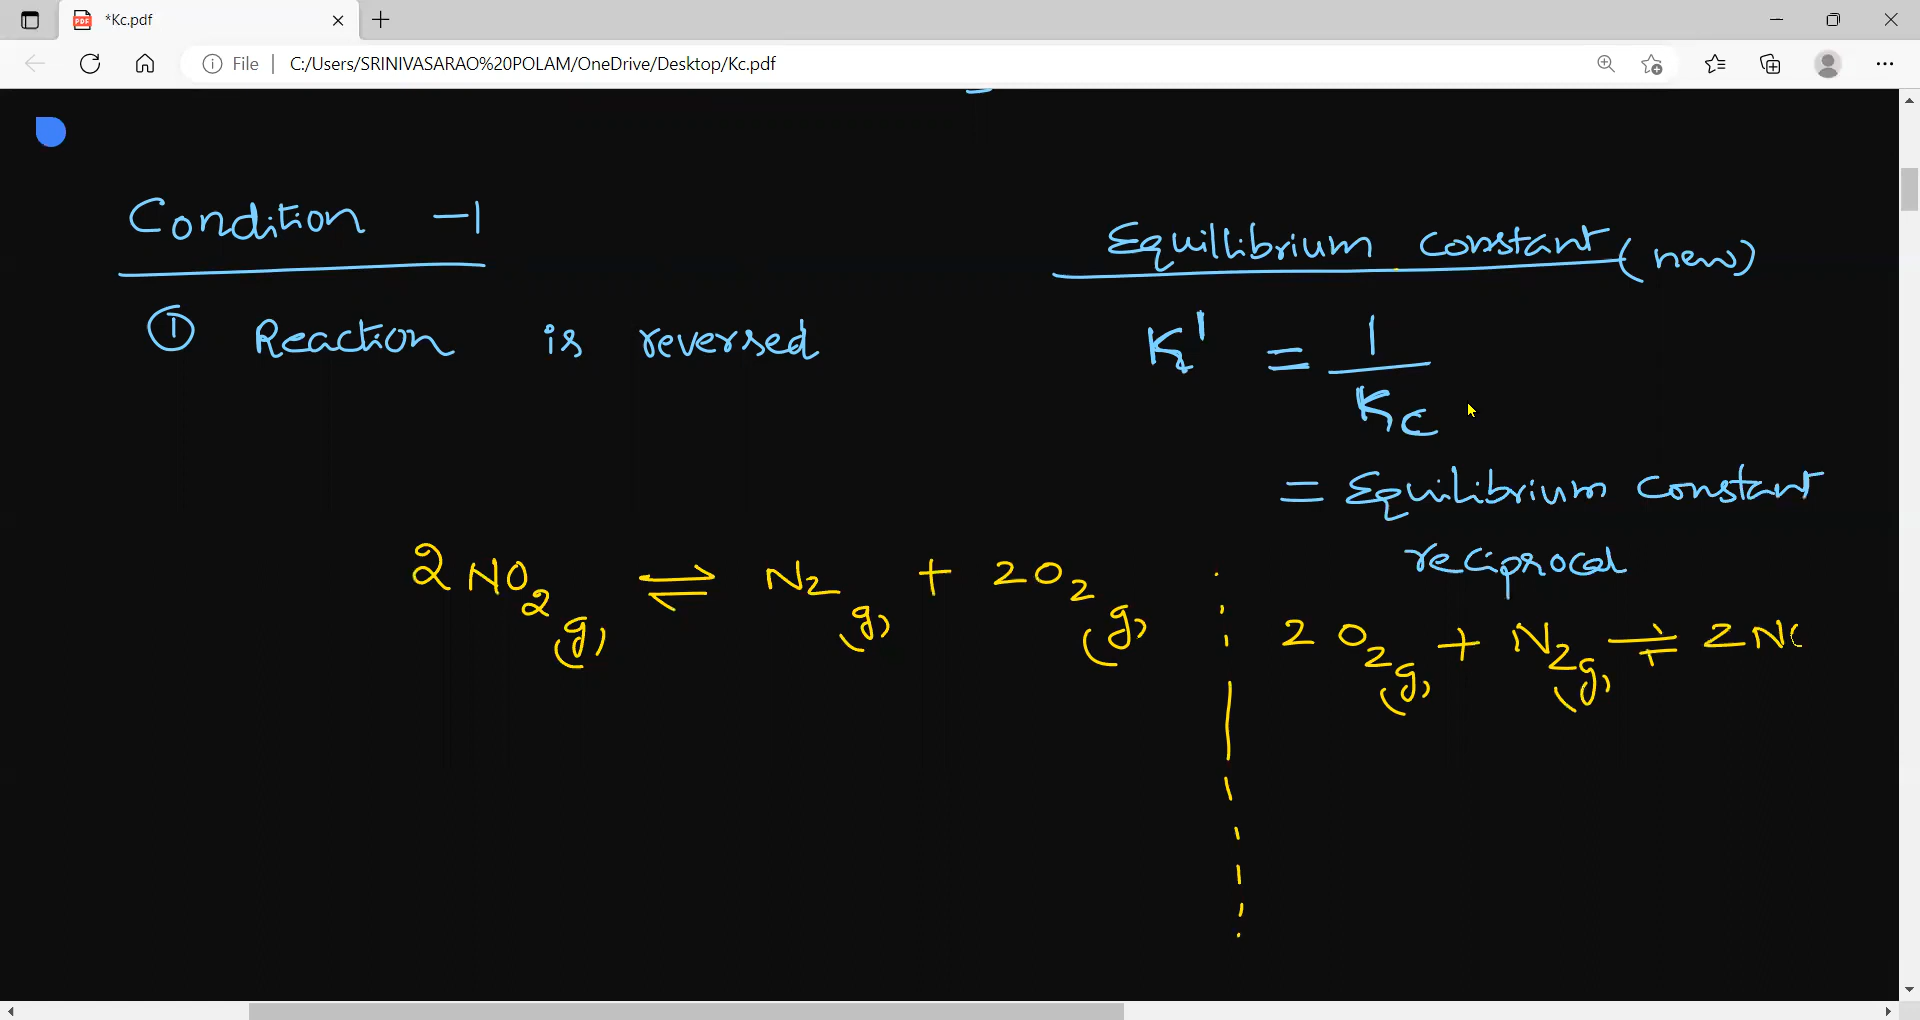 *Kc.pdf
File | C:/Users/SRINIVASARAO%20POLAM/OneDrive/Desktop/Kc.pdf
Condition -1
Equillibrium constant (new)
① Reaction is reversed
K' = 1/Kc
= Equilibrium constant
reciprocal
2NO₂(g) ⇌ N₂(g) + 2O₂(g)
2O₂(g) + N₂(g) ⇌ 2N